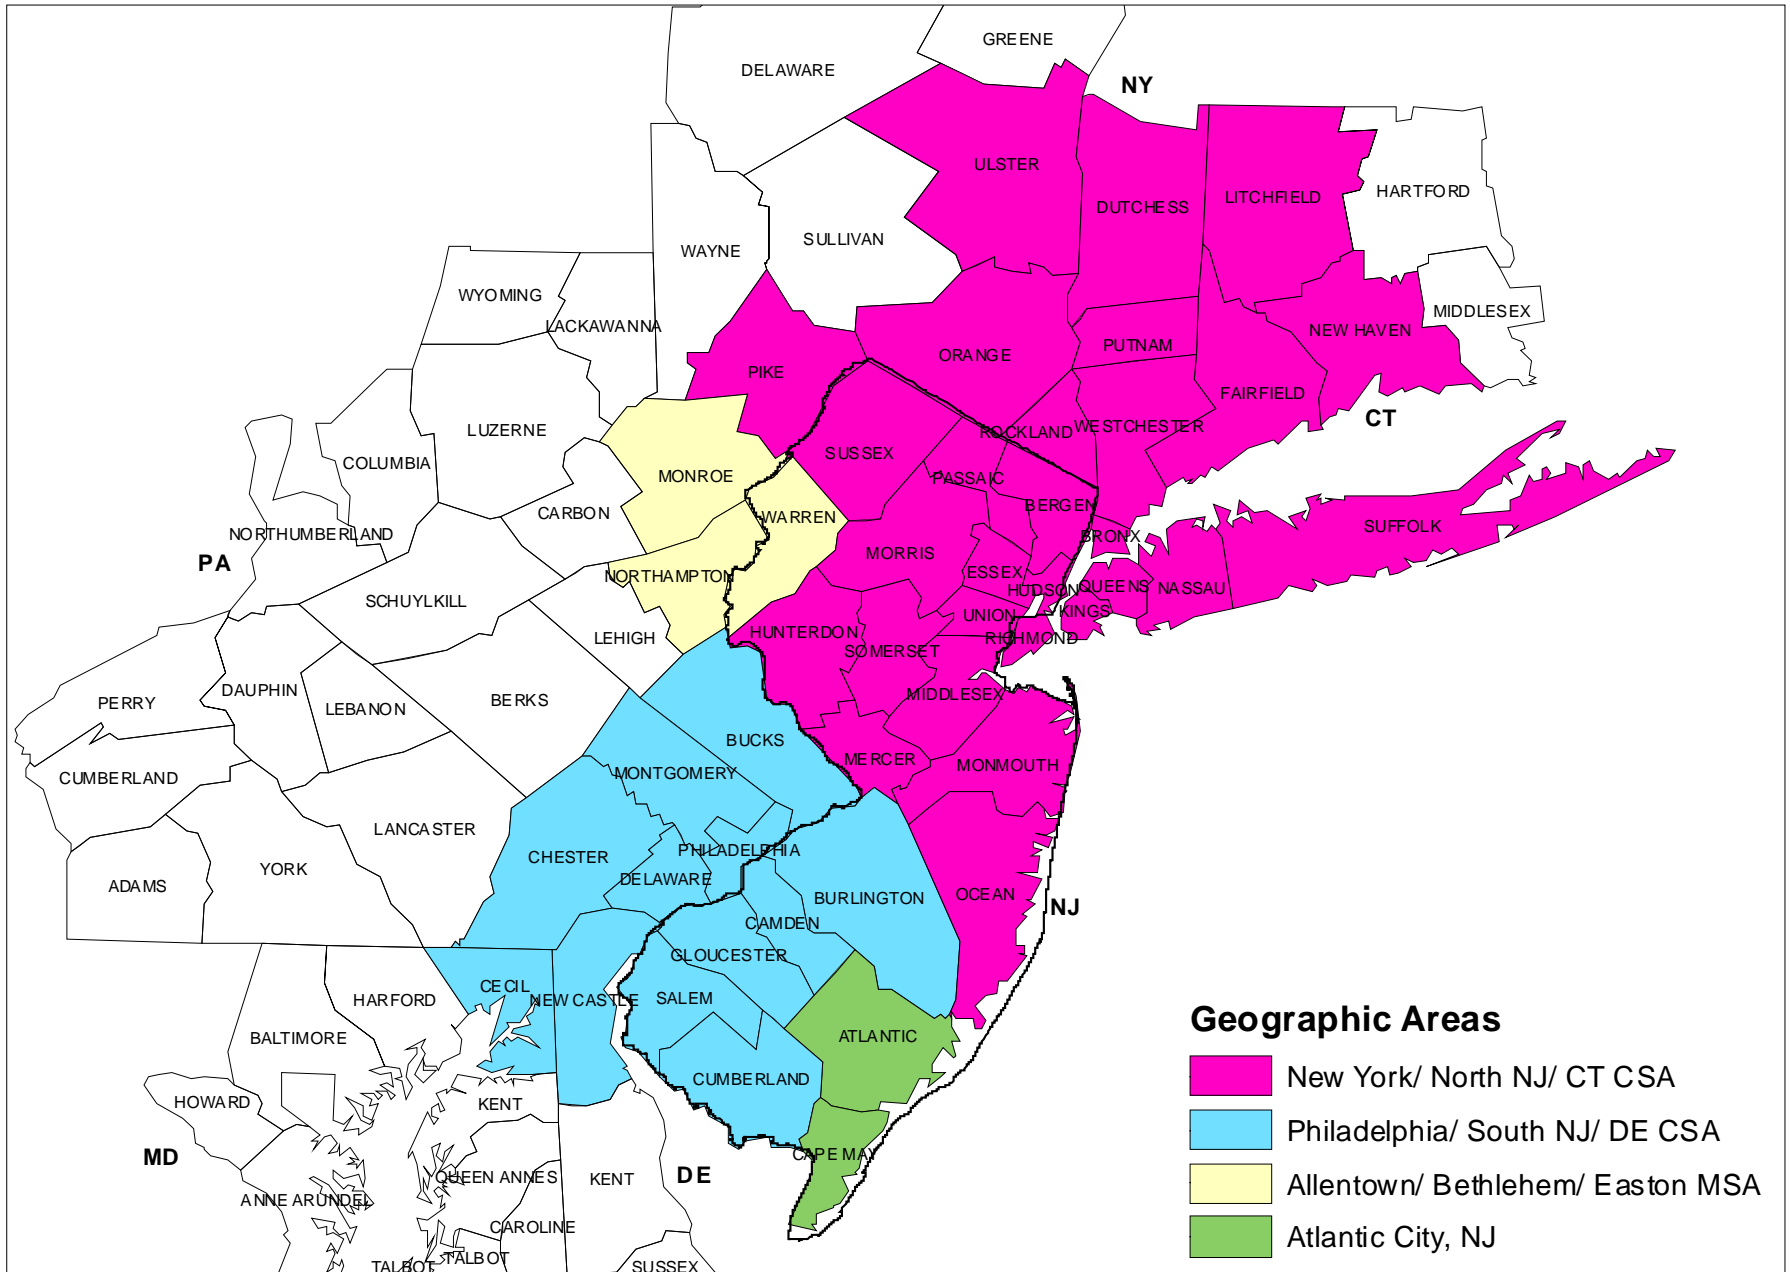 GREENE
DELAWARE
NY
ULSTER
HARTFORD
LITCHFIELD
DUTCHESS
SULLIVAN
WAYNE
WYOMING
MIDDLESEX
LACKAWANNA
NEW HAVEN
PUTNAM
ORANGE
PIKE
FAIRFIELD
CT
WESTCHESTER
LUZERNE
ROCKLAND
SUSSEX
COLUMBIA
MONROE
PASSAIC
BERGEN
CARBON
WARREN
SUFFOLK
NORTHUMBERLAND
BRONX
MORRIS
PA
ESSEX
NORTHAMPTON
QUEENS
NASSAU
HUDSON
SCHUYLKILL
KINGS
UNION
HUNTERDON
LEHIGH
RICHMOND
SOMERSET
DAUPHIN
MIDDLESEX
BERKS
PERRY
LEBANON
BUCKS
MERCER
MONMOUTH
MONTGOMERY
CUMBERLAND
LANCASTER
PHILADELPHIA
CHESTER
YORK
DELAWARE
ADAMS
OCEAN
BURLINGTON
NJ
CAMDEN
GLOUCESTER
CECIL
SALEM
HARFORD
NEW CASTLE
Geographic Areas
ATLANTIC
BALTIMORE
New York/ North NJ/ CT CSA
CUMBERLAND
HOWARD
KENT
Philadelphia/ South NJ/ DE CSA
CAPE MAY
MD
DE
QUEEN ANNES
KENT
Allentown/ Bethlehem/ Easton MSA
ANNE ARUNDEL
CAROLINE
Atlantic City, NJ
TALBOT
TALBOT
SUSSEX